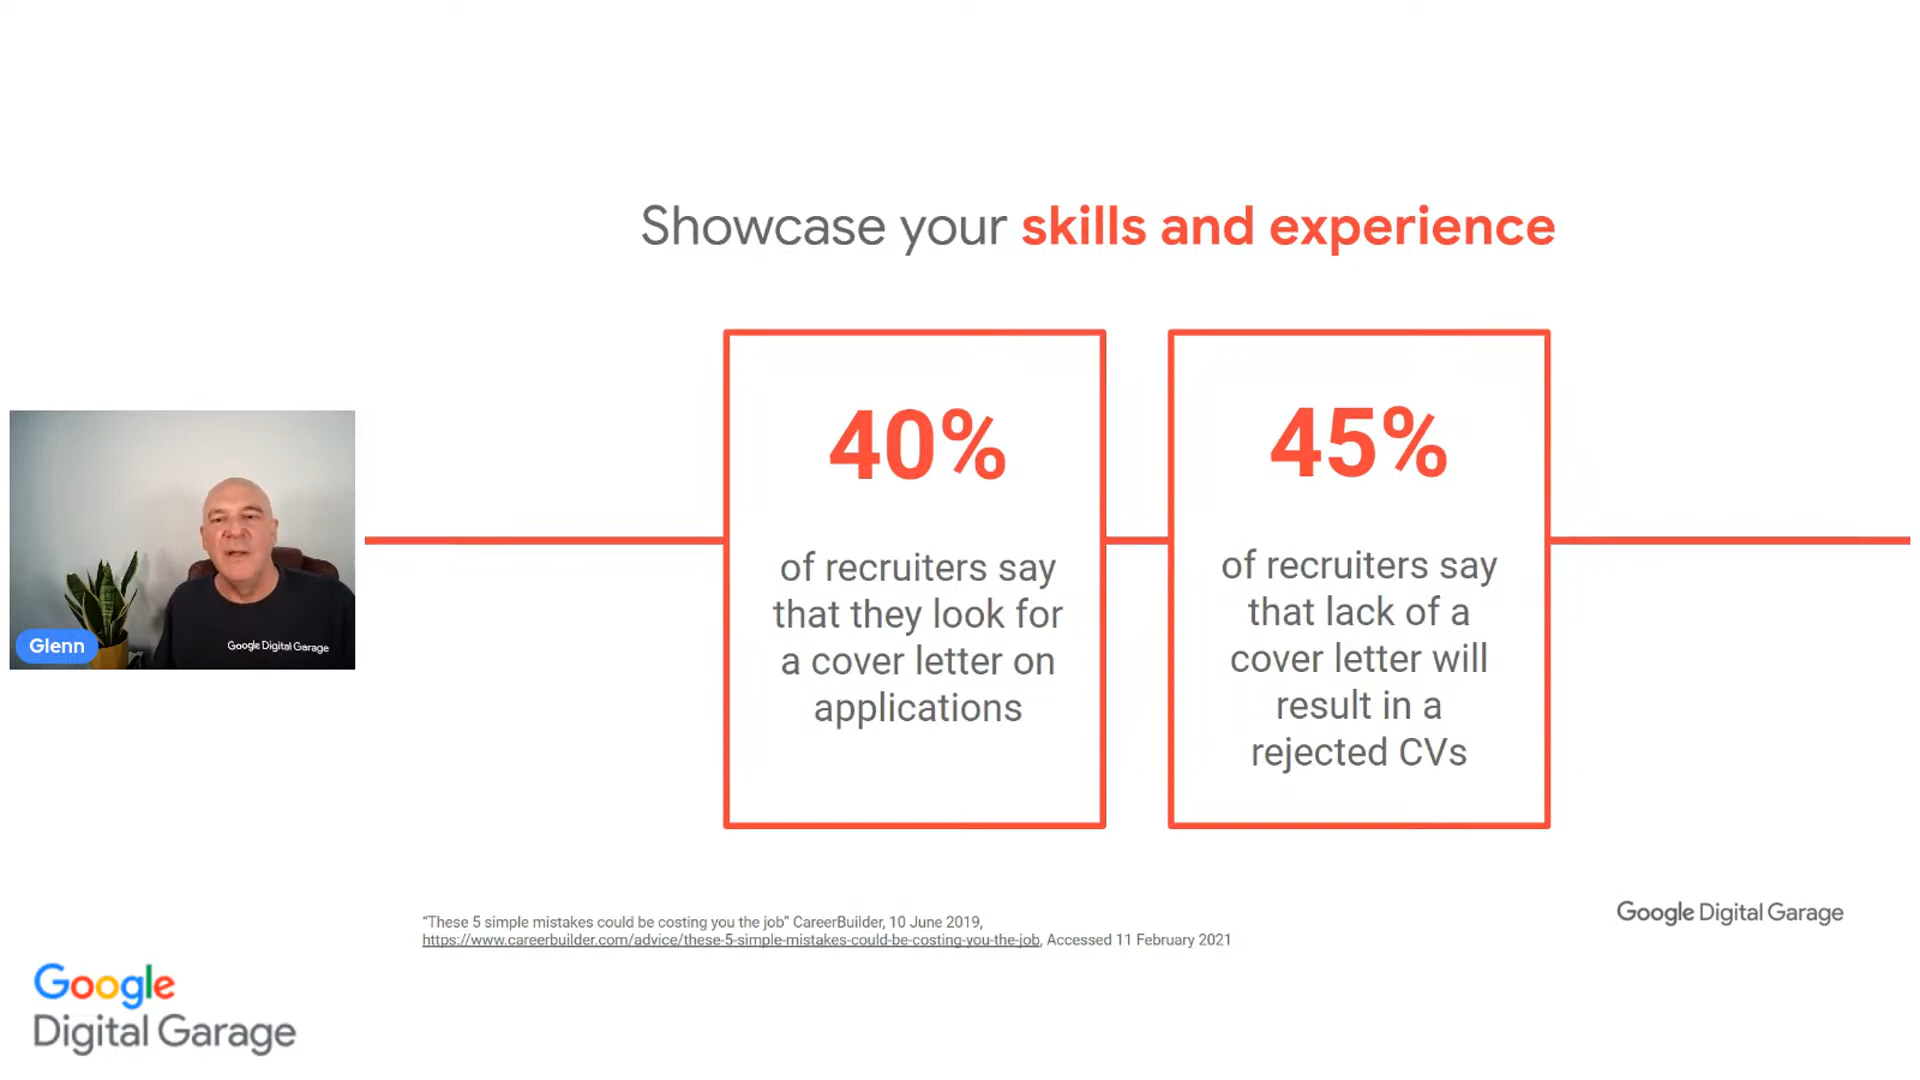 Showcase your skills and experience
40%
of recruiters say
that they look for
a cover letter on
applications
45%
of recruiters say
that lack of a
cover letter will
result in a
rejected CVs
Glenn
Google Digital Garage
“These 5 simple mistakes could be costing you the job” CareerBuilder, 10 June 2019,
https://www.careerbuilder.com/advice/these-5-simple-mistakes-could-be-costing-you-the-job, Accessed 11 February 2021
Google Digital Garage
Google
Digital Garage